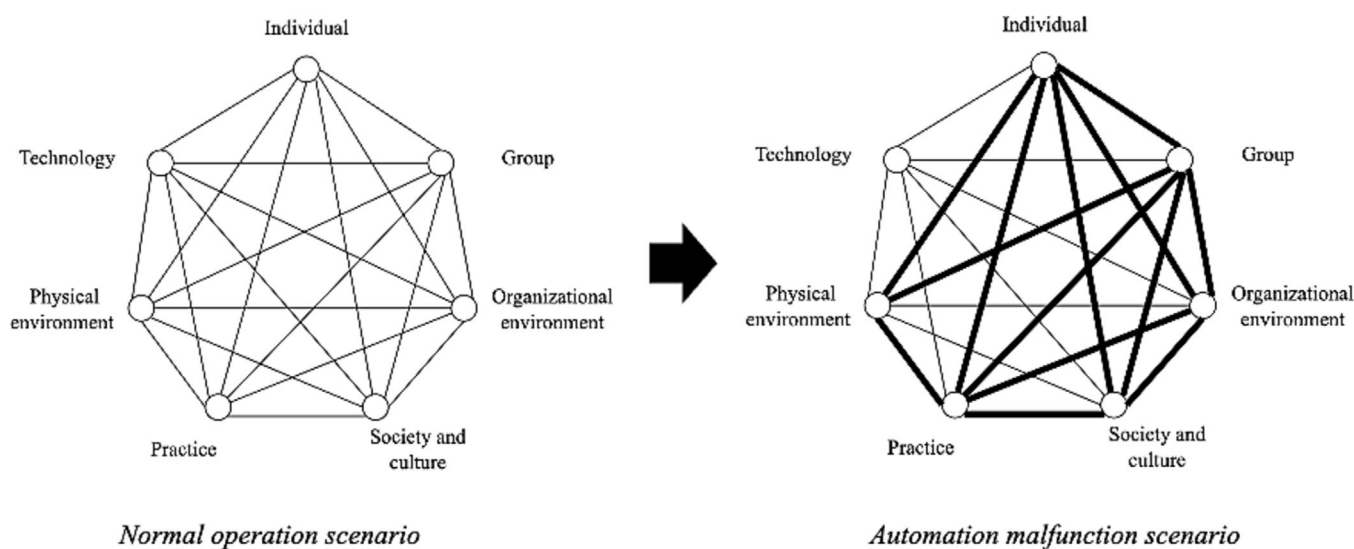 Individual
Technology
Group
Physical
environment
Organizational
environment
Practice
Society and
culture
Normal operation scenario
Individual
Technology
Group
Physical
environment
Organizational
environment
Practice
Society and
culture
Automation malfunction scenario